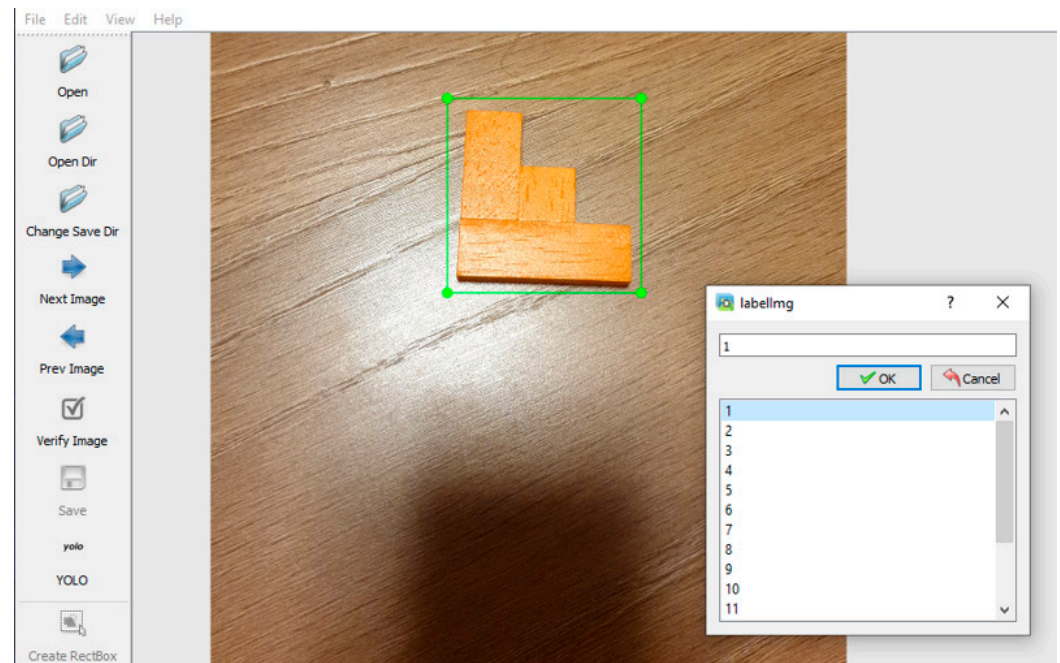 File Edit View Help
Open
Open Dir
Change Save Dir
Next Image
Prev Image
Verify Image
Save
yolo
YOLO
Create RectBox
labelImg ? X
1
OK Cancel
1
2
3
4
5
6
7
8
9
10
11